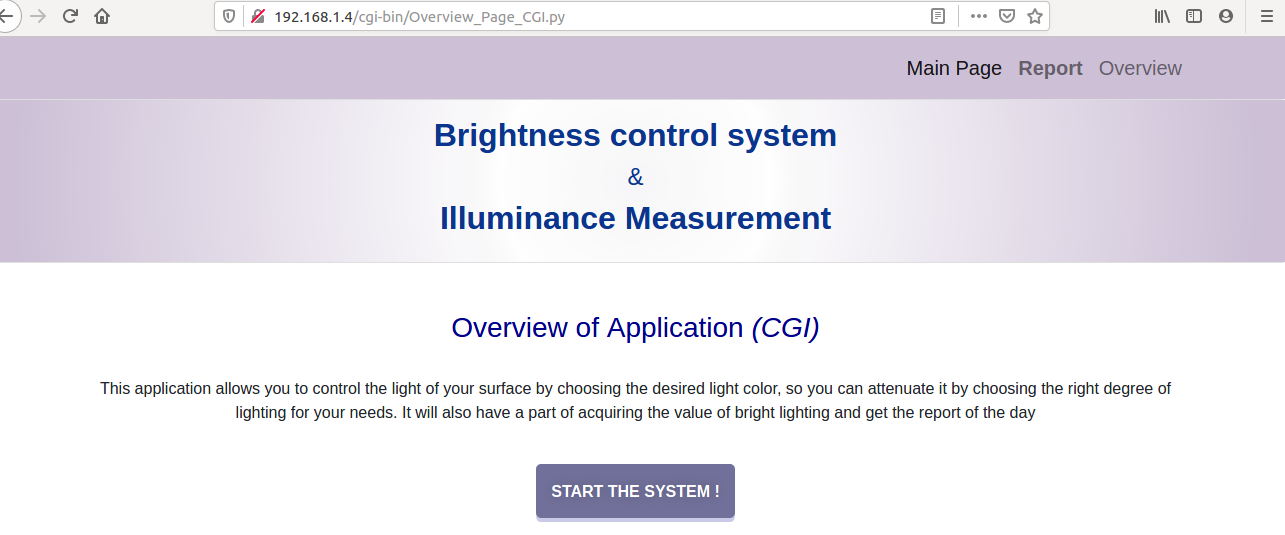 192.168.1.4/cgi-bin/Overview_Page_CGI.py
Main Page Report Overview
Brightness control system
&
Illuminance Measurement
Overview of Application (CGI)
This application allows you to control the light of your surface by choosing the desired light color, so you can attenuate it by choosing the right degree of
lighting for your needs. It will also have a part of acquiring the value of bright lighting and get the report of the day
START THE SYSTEM !